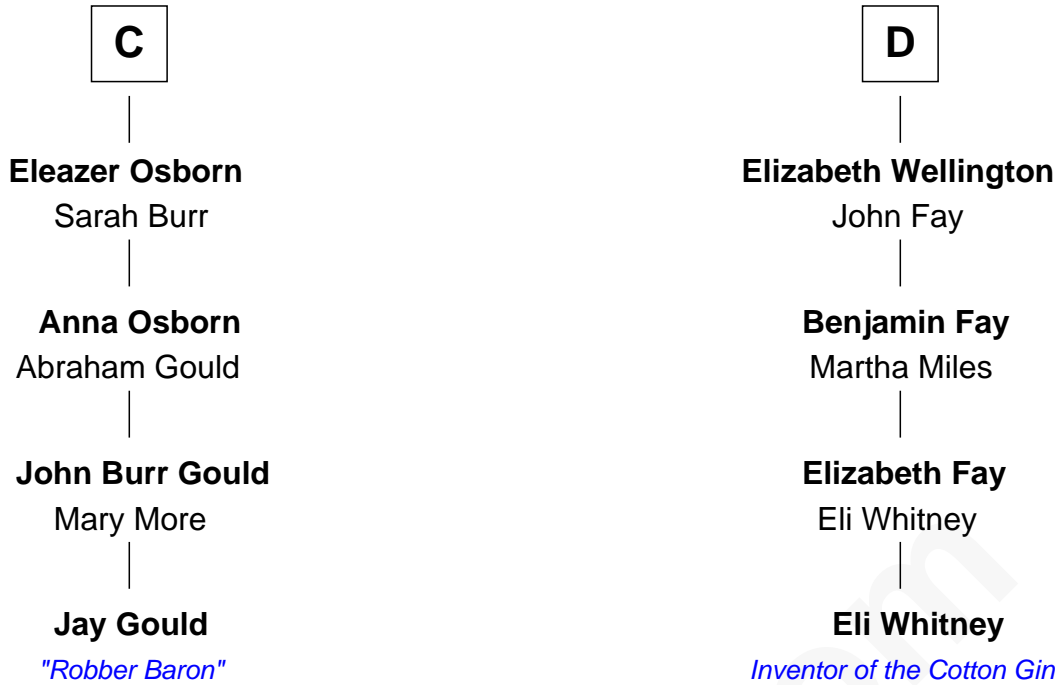 C
Eleazer Osborn
Sarah Burr
Anna Osborn
Abraham Gould
John Burr Gould
Mary More
Jay Gould
"Robber Baron"
D
Elizabeth Wellington
John Fay
Benjamin Fay
Martha Miles
Elizabeth Fay
Eli Whitney
Eli Whitney
Inventor of the Cotton Gin